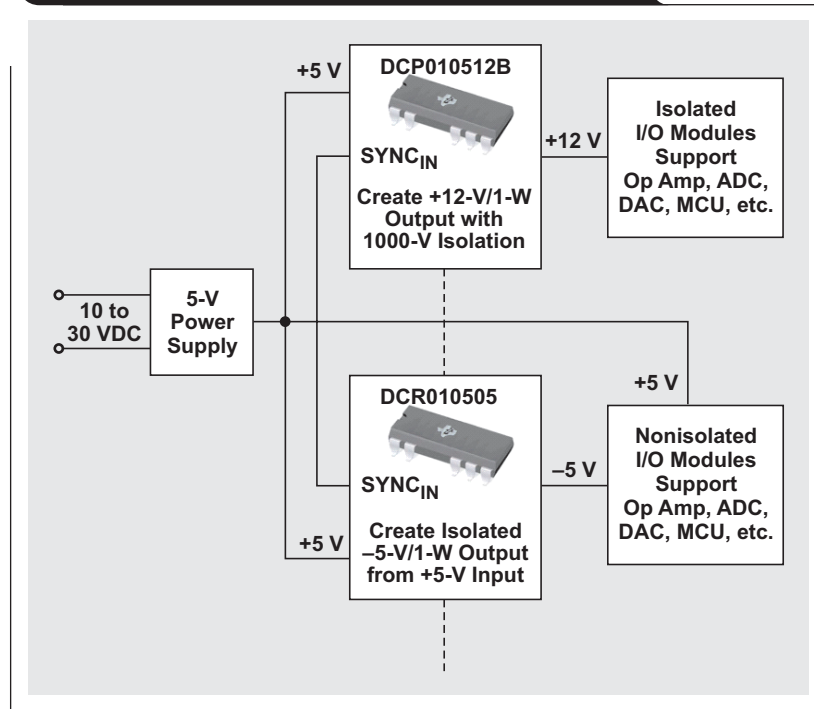 +5 V
DCP010512B
SYNCIN
Create +12-V/1-W
Output with
1000-V Isolation
+12 V
Isolated
I/O Modules
Support
Op Amp, ADC,
DAC, MCU, etc.
10 to
30 VDC
5-V
Power
Supply
+5 V
DCR010505
SYNCIN
+5 V
Create Isolated
–5-V/1-W Output
from +5-V Input
–5 V
Nonisolated
I/O Modules
Support
Op Amp, ADC,
DAC, MCU, etc.